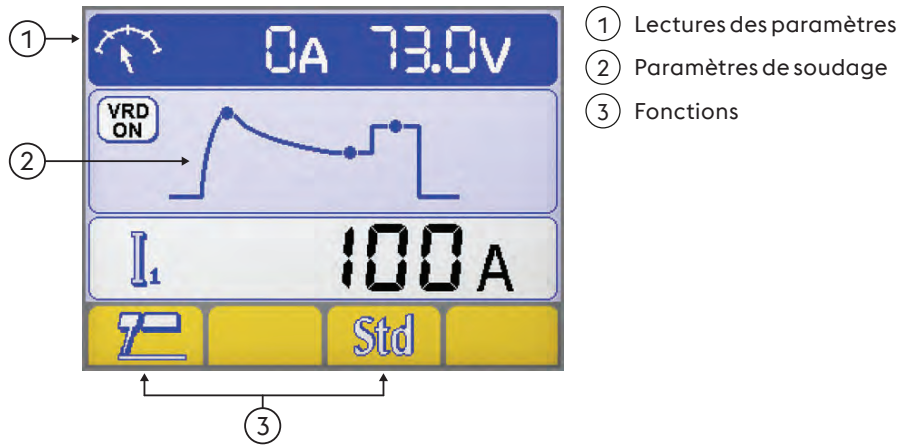 1 Lectures des paramètres
2 Paramètres de soudage
3 Fonctions
1
0A 73.0V
VRD
ON
2
I1
100 A
Std
3